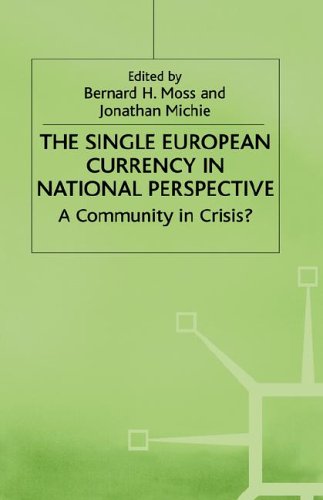 Edited by
Bernard H. Moss and
Jonathan Michie
THE SINGLE EUROPEAN
CURRENCY IN
NATIONAL PERSPECTIVE
A Community in Crisis?